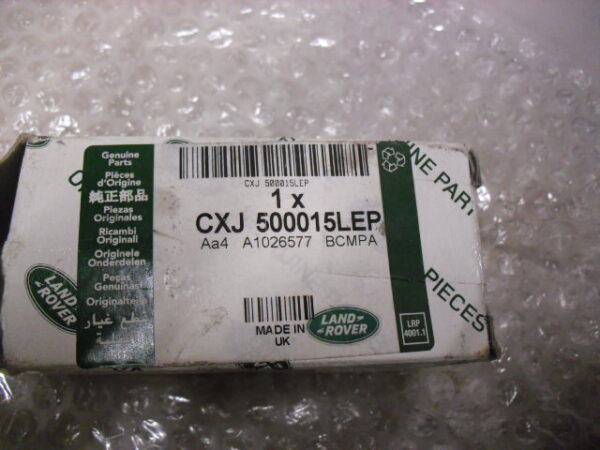 Genuine
Parts
Pièces
d'Origine
純正部品
Piezas
Originales
Ricambi
Originali
Originele
Onderdelen
Peças
Genuínas
Originalteile
قطع غيار
LAND
ROVER
CXJ 500015LEP
1 x
CXJ 500015LEP
Aa4 A1026577 BCMPA
MADE IN
UK
LAND
ROVER
LRP
4001.1
INE PART
PIECES